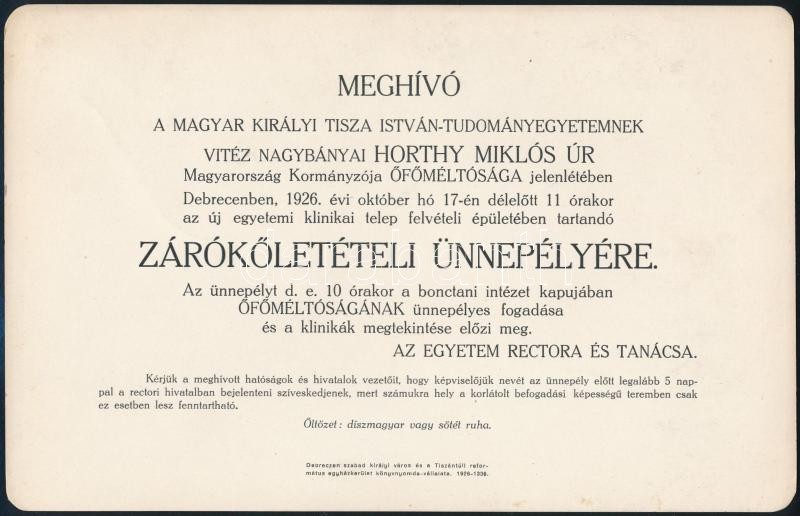 MEGHÍVÓ
A MAGYAR KIRÁLYI TISZA ISTVÁN-TUDOMÁNYEGYETEMNEK
VITÉZ NAGYBÁNYAI HORTHY MIKLÓS ÚR
Magyarország Kormányzója ŐFŐMÉLTÓSÁGA jelenlétében
Debrecenben, 1926. évi október hó 17-én délelőtt 11 órakor
az új egyetemi klinikai telep felvételi épületében tartandó
ZÁRÓKŐLETÉTELI ÜNNEPÉLYÉRE.
Az ünnepélyt d. e. 10 órakor a bonctani intézet kapujában
ŐFŐMÉLTÓSÁGÁNAK ünnepélyes fogadása
és a klinikák megtekintése előzi meg.
AZ EGYETEM RECTORA ÉS TANÁCSA.
Kérjük a meghívott hatóságok és hivatalok vezetőit, hogy képviselőjük nevét az ünnepély előtt legalább 5 nap-
pal a rectori hivatalban bejelenteni szíveskedjenek, mert számukra hely a korlátolt befogadási képességű teremben csak
ez esetben lesz fenntartható.
Öltözet: díszmagyar vagy sötét ruha.
Debreczen szabad királyi város és a Tiszántúli refor-
mátus egyházkerület könyvnyomda-vállalata. 1926-1336.